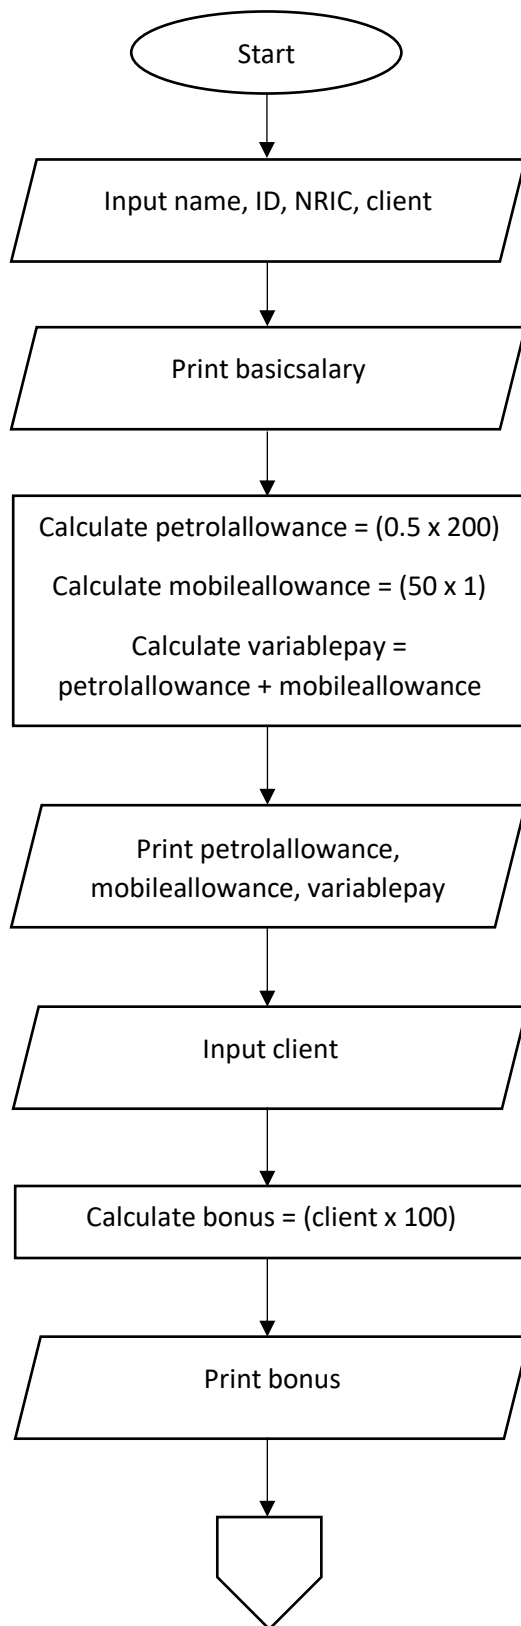 Start
Input name, ID, NRIC, client
Print basicsalary
Calculate petrolallowance = (0.5 x 200)
Calculate mobileallowance = (50 x 1)
Calculate variablepay =
petrolallowance + mobileallowance
Print petrolallowance,
mobileallowance, variablepay
Input client
Calculate bonus = (client x 100)
Print bonus